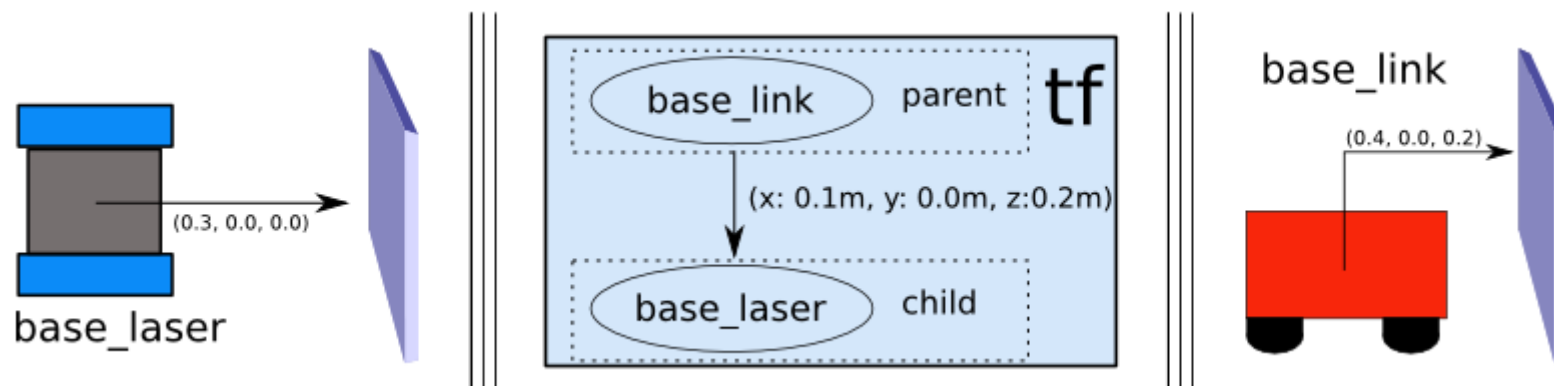 (0.3, 0.0, 0.0)
base_laser
base_link
parent
tf
(x: 0.1m, y: 0.0m, z:0.2m)
base_laser
child
base_link
(0.4, 0.0, 0.2)